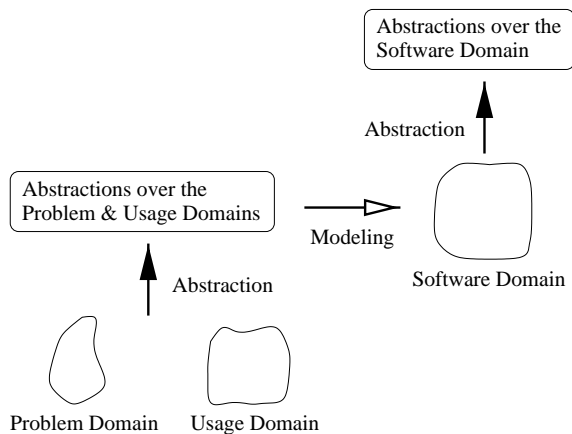 Abstractions over the
Software Domain
Abstraction
Abstractions over the
Problem & Usage Domains
Modeling
Software Domain
Abstraction
Problem Domain
Usage Domain